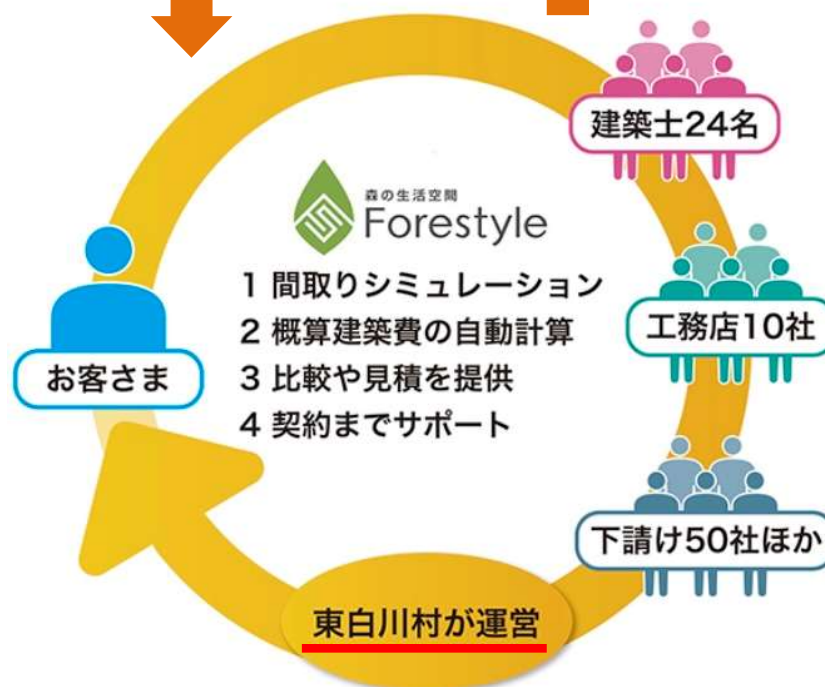 建築士24名
森の生活空間
Forestyle
1 間取りシミュレーション
2 概算建築費の自動計算
3 比較や見積を提供
4 契約までサポート
お客さま
工務店10社
下請け50社ほか
東白川村が運営